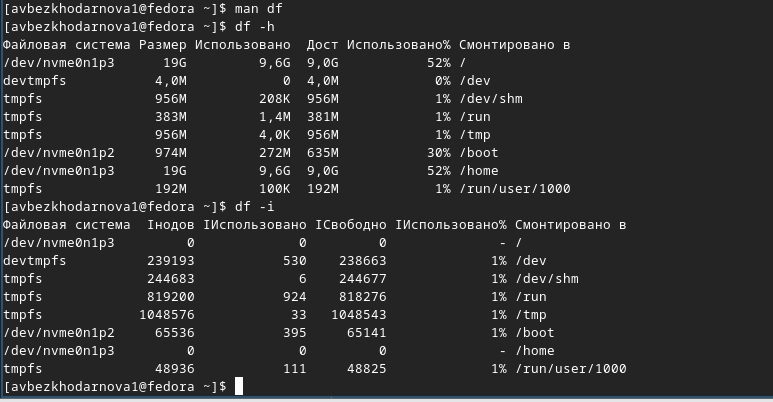 [avbezkhodarnova1@fedora ~]$ man df
[avbezkhodarnova1@fedora ~]$ df -h
Файловая система Размер Использовано  Дост Использовано% Смонтировано в
/dev/nvme0n1p3      19G         9,6G  9,0G           52% /
devtmpfs           4,0M            0  4,0M            0% /dev
tmpfs              956M         208K  956M            1% /dev/shm
tmpfs              383M         1,4M  381M            1% /run
tmpfs              956M         4,0K  956M            1% /tmp
/dev/nvme0n1p2     974M         272M  635M           30% /boot
/dev/nvme0n1p3      19G         9,6G  9,0G           52% /home
tmpfs              192M         100K  192M            1% /run/user/1000
[avbezkhodarnova1@fedora ~]$ df -i
Файловая система  Iнодов IИспользовано IСвободно IИспользовано% Смонтировано в
/dev/nvme0n1p3         0             0         0              - /
devtmpfs          239193           530    238663             1% /dev
tmpfs             244683             6    244677             1% /dev/shm
tmpfs             819200           924    818276             1% /run
tmpfs            1048576            33   1048543             1% /tmp
/dev/nvme0n1p2     65536           395     65141             1% /boot
/dev/nvme0n1p3         0             0         0              - /home
tmpfs              48936           111     48825             1% /run/user/1000
[avbezkhodarnova1@fedora ~]$